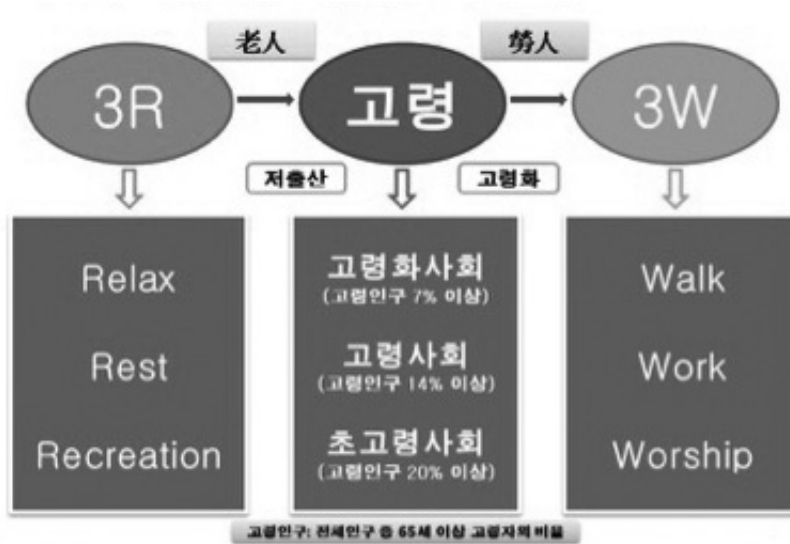 老人
勞人
3R
고령
3W
저출산
고령화
Relax
Rest
Recreation
고령화사회
(고령인구 7% 이상)
고령사회
(고령인구 14% 이상)
초고령사회
(고령인구 20% 이상)
Walk
Work
Worship
고령인구: 전체인구 중 65세 이상 고령자의 비율